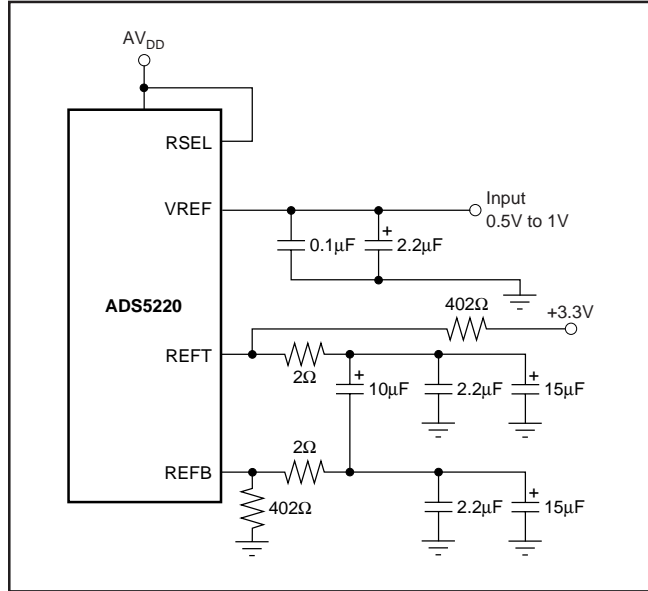 AVDD
RSEL
VREF
Input
0.5V to 1V
0.1µF
+
2.2µF
ADS5220
402Ω
+3.3V
REFT
2Ω
+
10µF
2.2µF
+
15µF
2Ω
REFB
402Ω
2.2µF
+
15µF